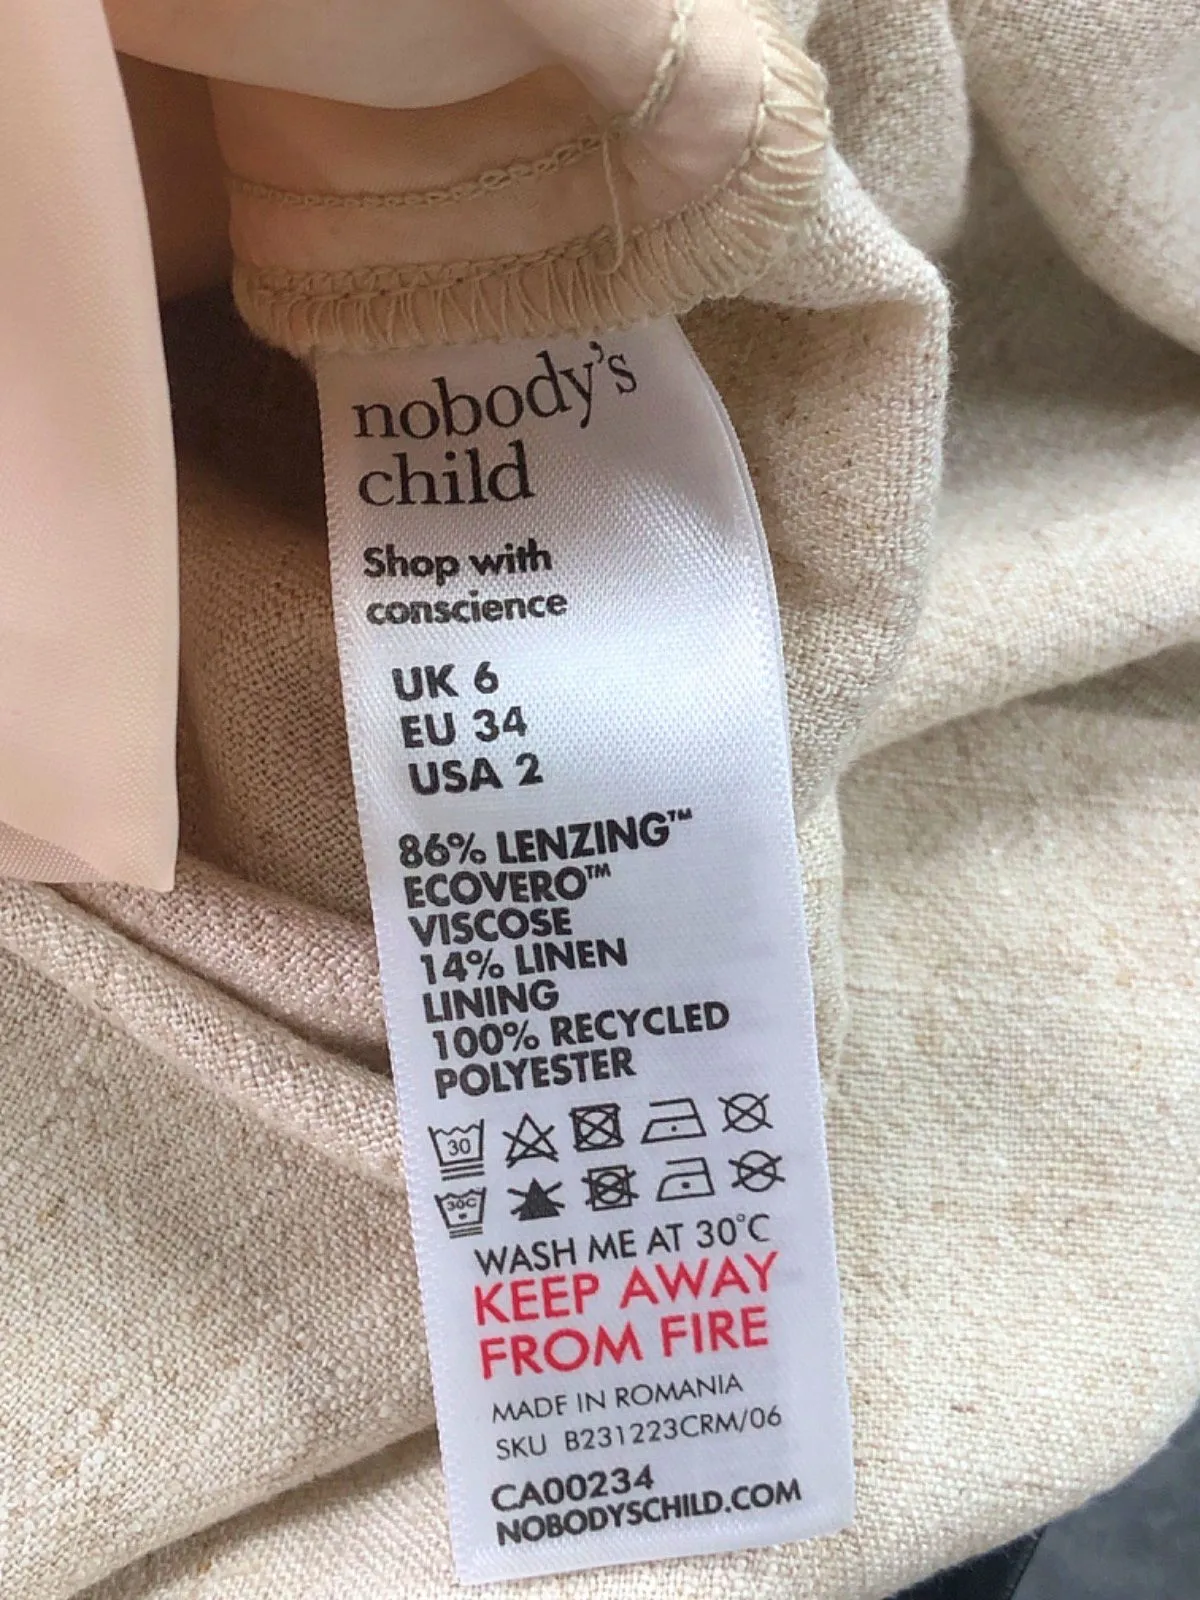 nobody's
child
Shop with
conscience
UK 6
EU 34
USA 2
86% LENZING™
ECOVERO™
VISCOSE
14% LINEN
LINING
100% RECYCLED
POLYESTER
30
30C
WASH ME AT 30°C
KEEP AWAY
FROM FIRE
MADE IN ROMANIA
SKU B231223CRM/06
CA00234
NOBODYSCHILD.COM